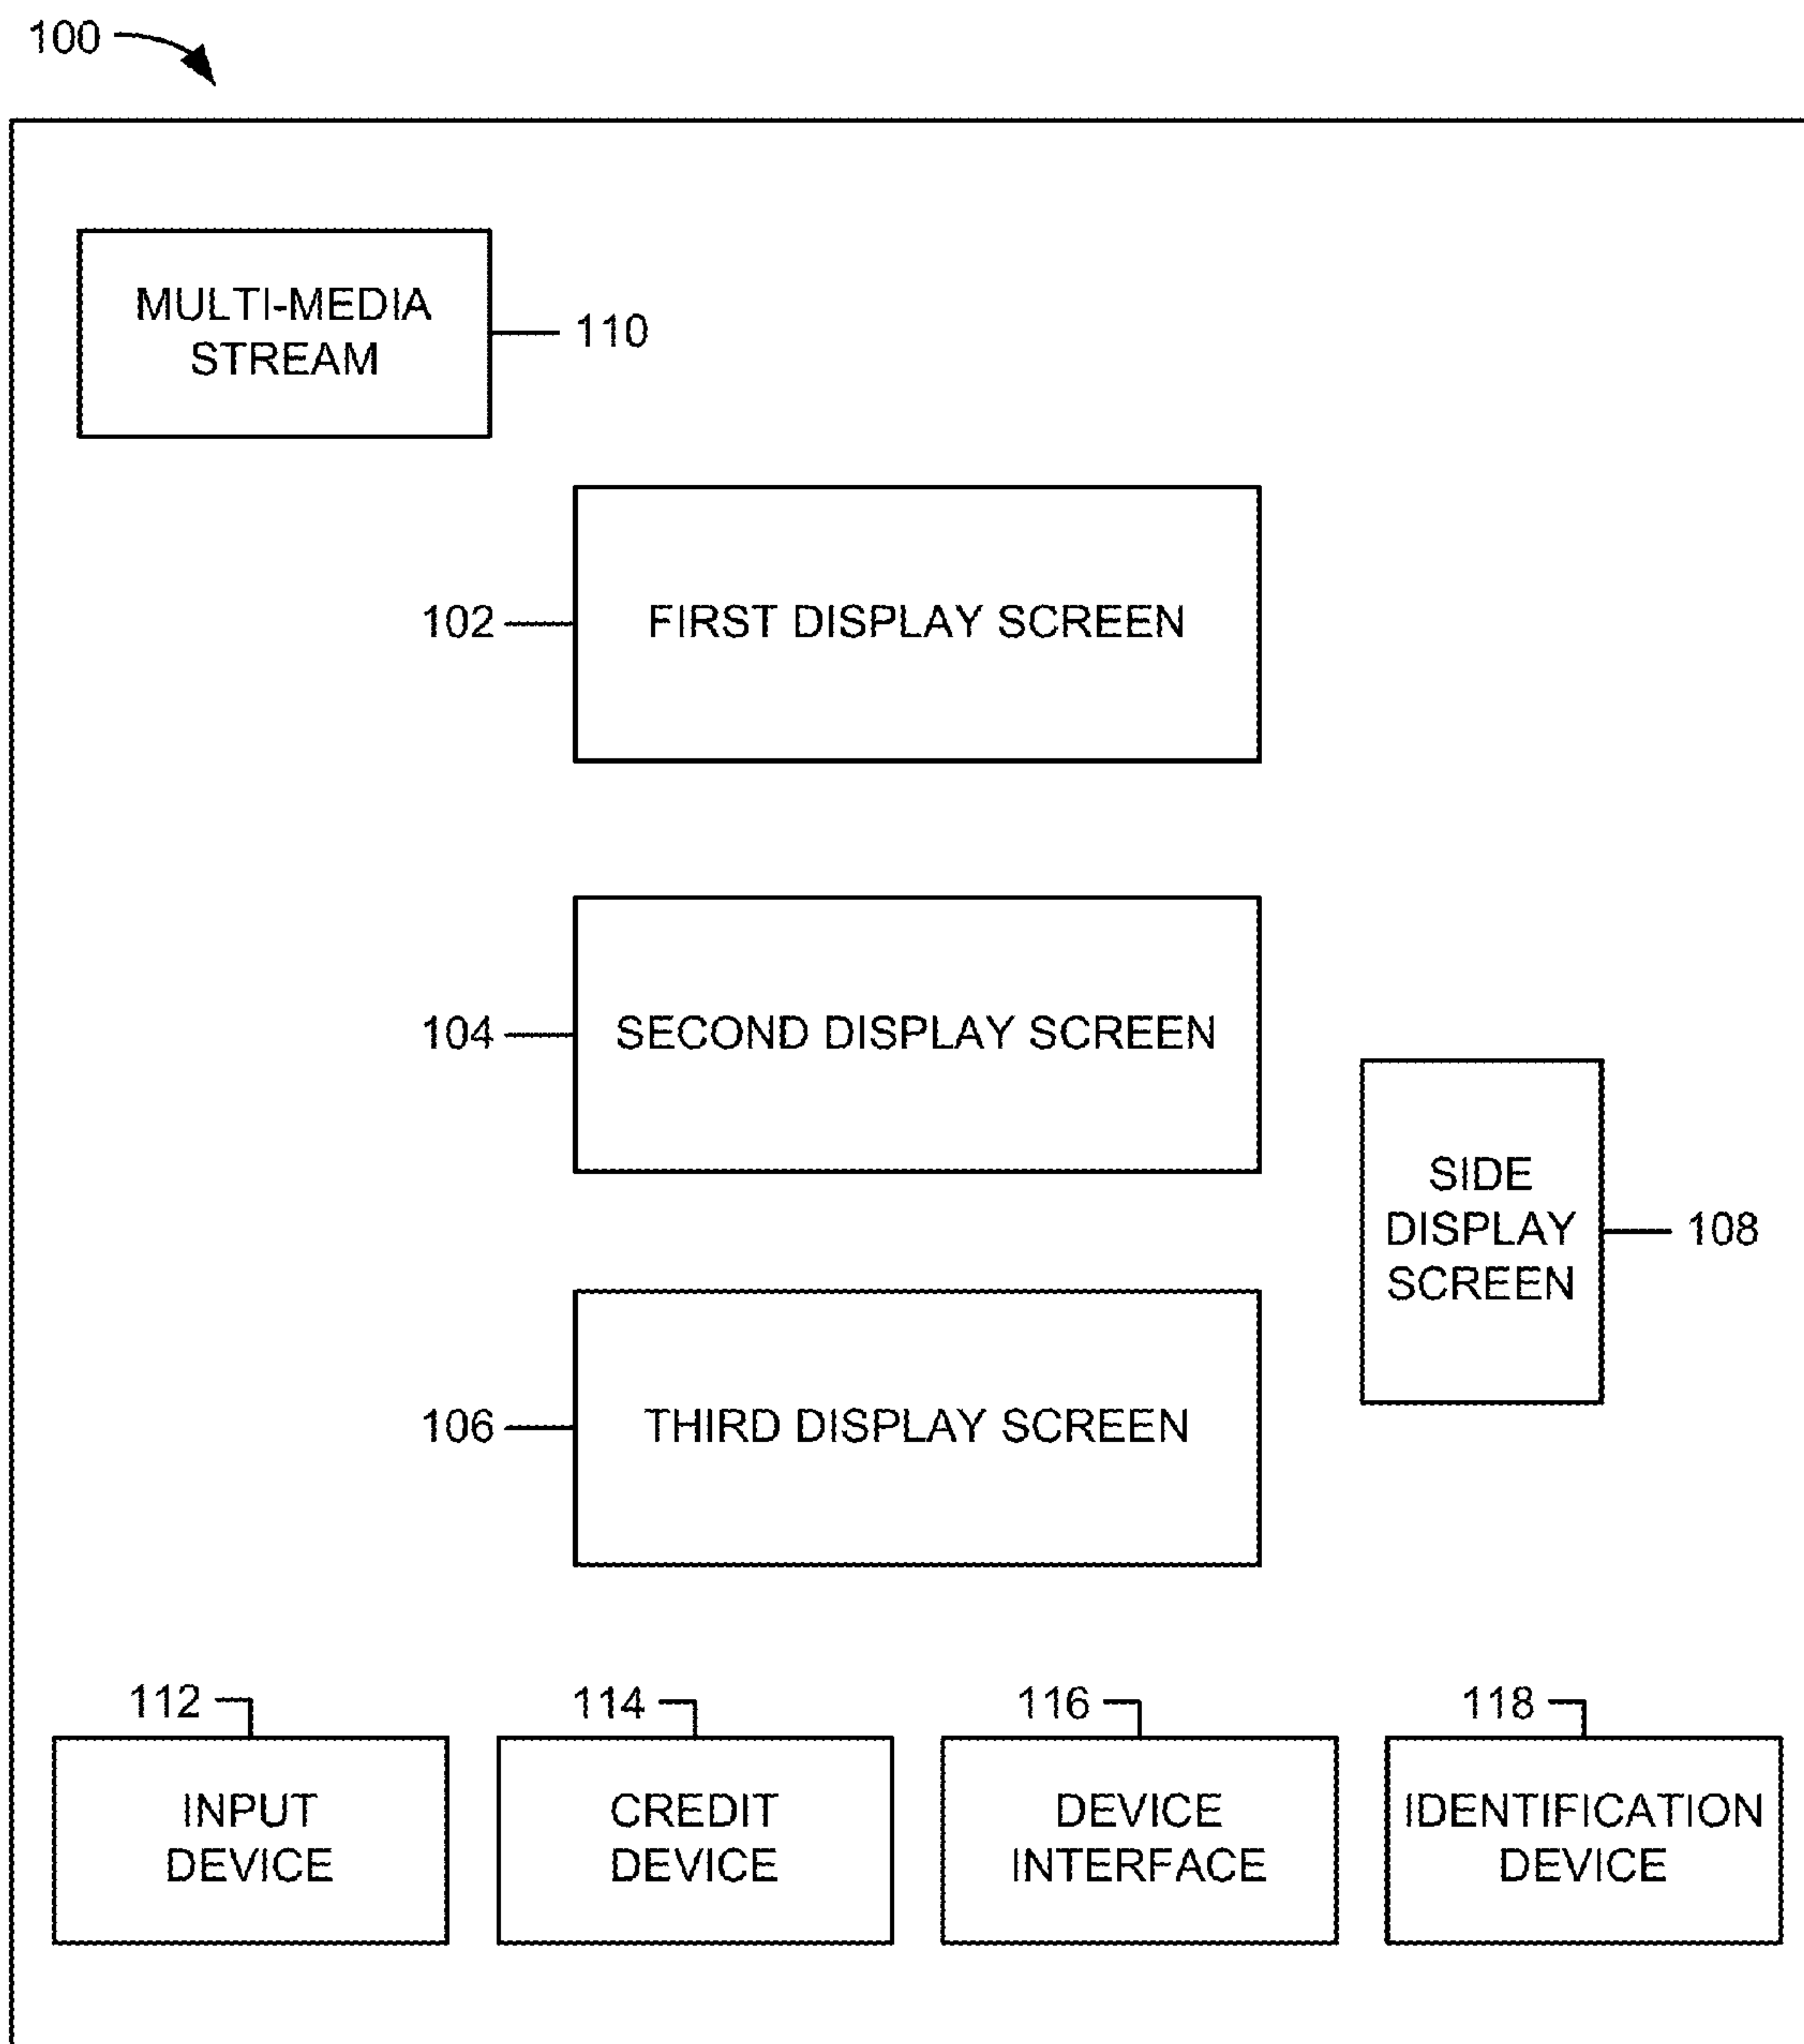 100
MULTI-MEDIA
STREAM
110
102
FIRST DISPLAY SCREEN
104
SECOND DISPLAY SCREEN
SIDE
DISPLAY
SCREEN
108
106
THIRD DISPLAY SCREEN
112
114
116
118
INPUT
DEVICE
CREDIT
DEVICE
DEVICE
INTERFACE
IDENTIFICATION
DEVICE